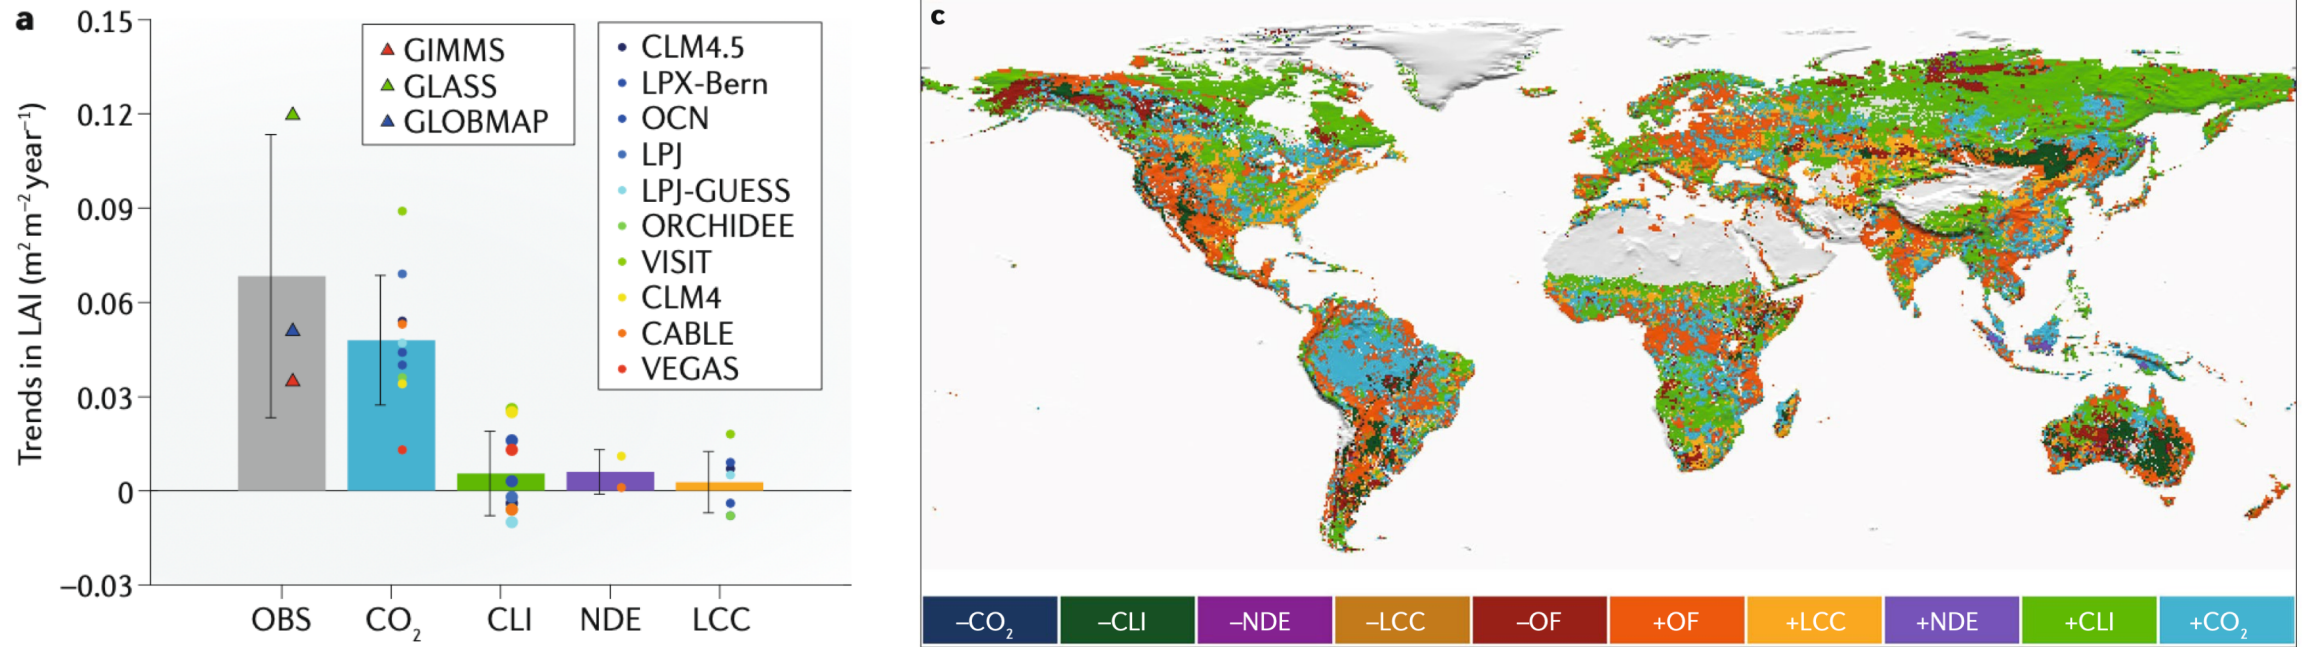 a
Trends in LAI (m² m⁻² year⁻¹)
0.15
0.12
0.09
0.06
0.03
0
−0.03
GIMMS
GLASS
GLOBMAP
CLM4.5
LPX-Bern
OCN
LPJ
LPJ-GUESS
ORCHIDEE
VISIT
CLM4
CABLE
VEGAS
OBS CO₂ CLI NDE LCC
c
−CO₂ −CLI −NDE −LCC −OF +OF +LCC +NDE +CLI +CO₂